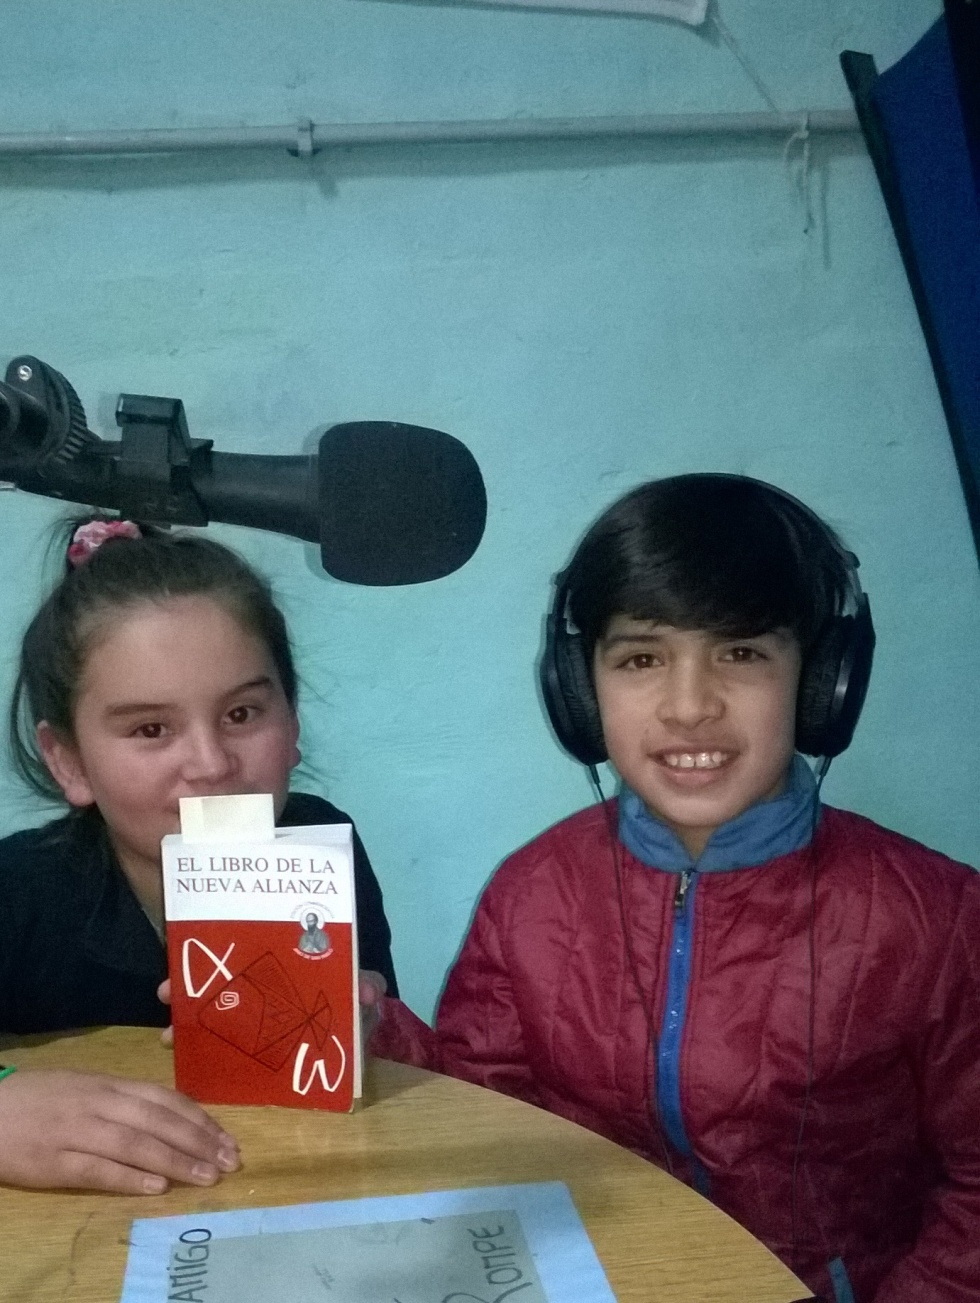 EL LIBRO DE LA
NUEVA ALIANZA
α
ω
AMIGO
ROMPE